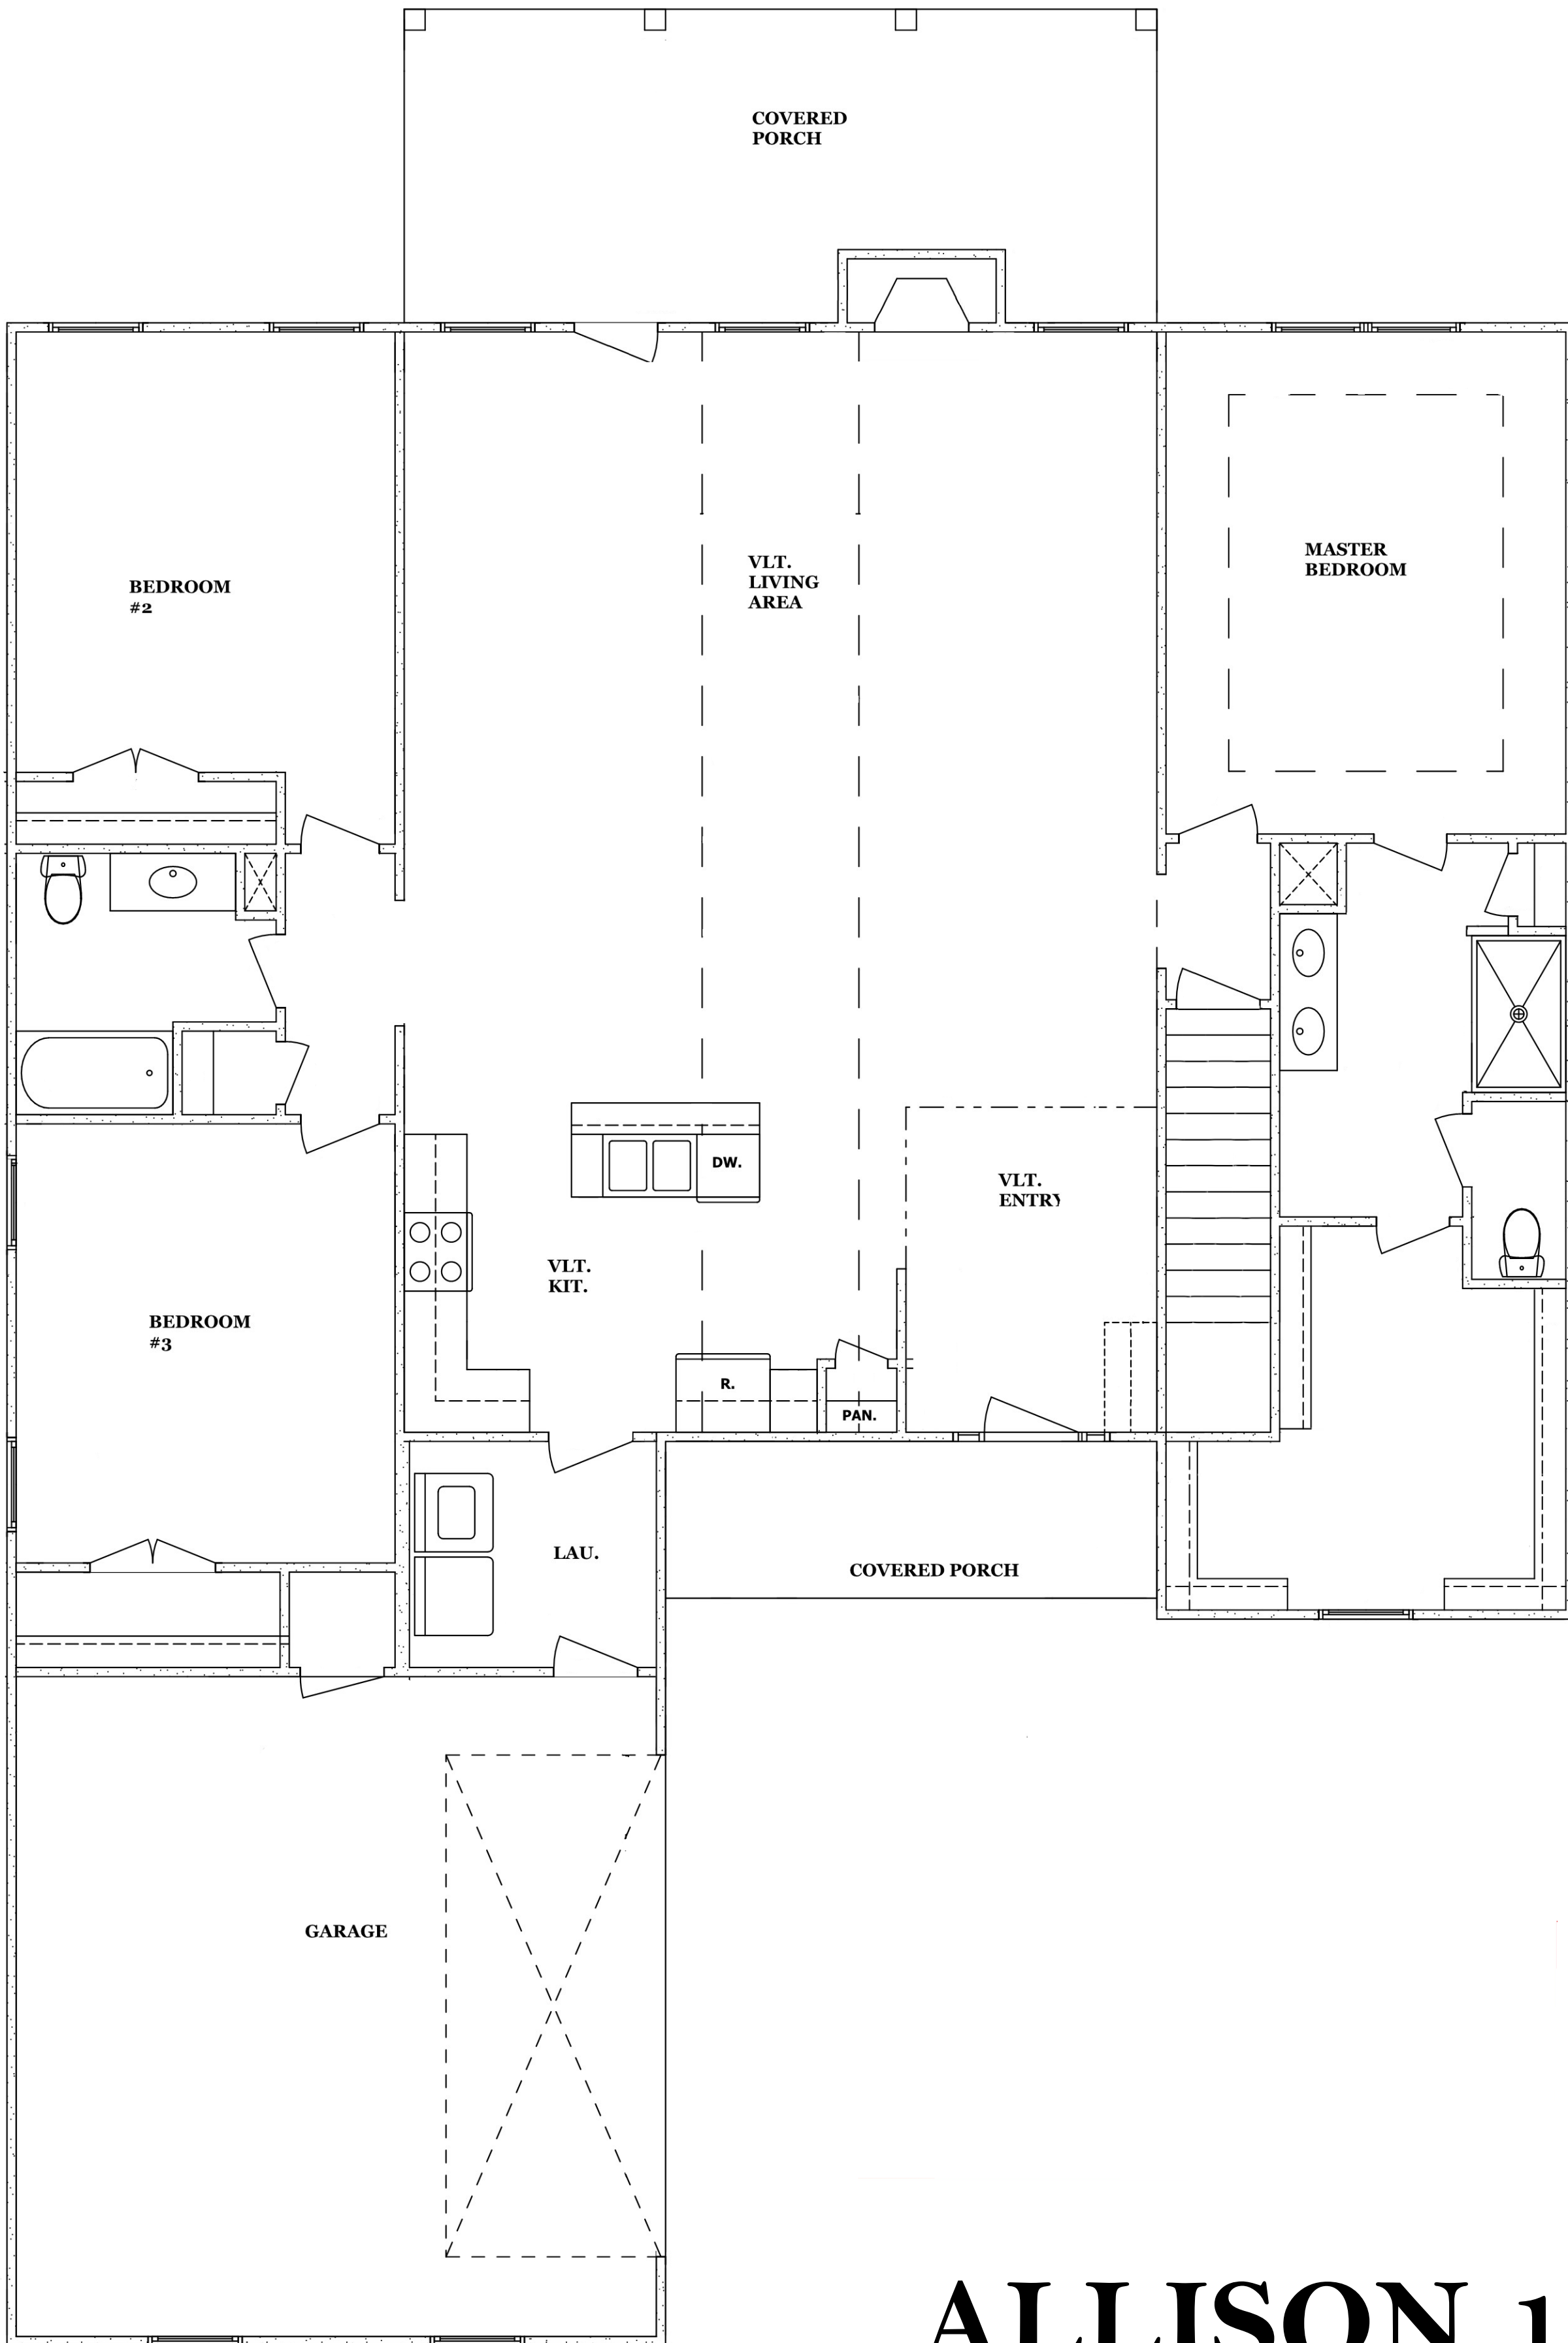 COVERED
PORCH
BEDROOM
#2
VLT.
LIVING
AREA
MASTER
BEDROOM
DW.
VLT.
ENTRY
VLT.
KIT.
BEDROOM
#3
R.
PAN.
LAU.
COVERED PORCH
GARAGE
ALLISON 1